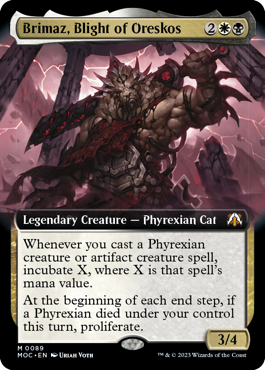 Brimaz, Blight of Oreskos 2
Legendary Creature — Phyrexian Cat
Whenever you cast a Phyrexian
creature or artifact creature spell,
incubate X, where X is that spell's
mana value.
At the beginning of each end step, if
a Phyrexian died under your control
this turn, proliferate.
3/4
M 0089
MOC • EN Uriah Voth
™ & © 2023 Wizards of the Coast